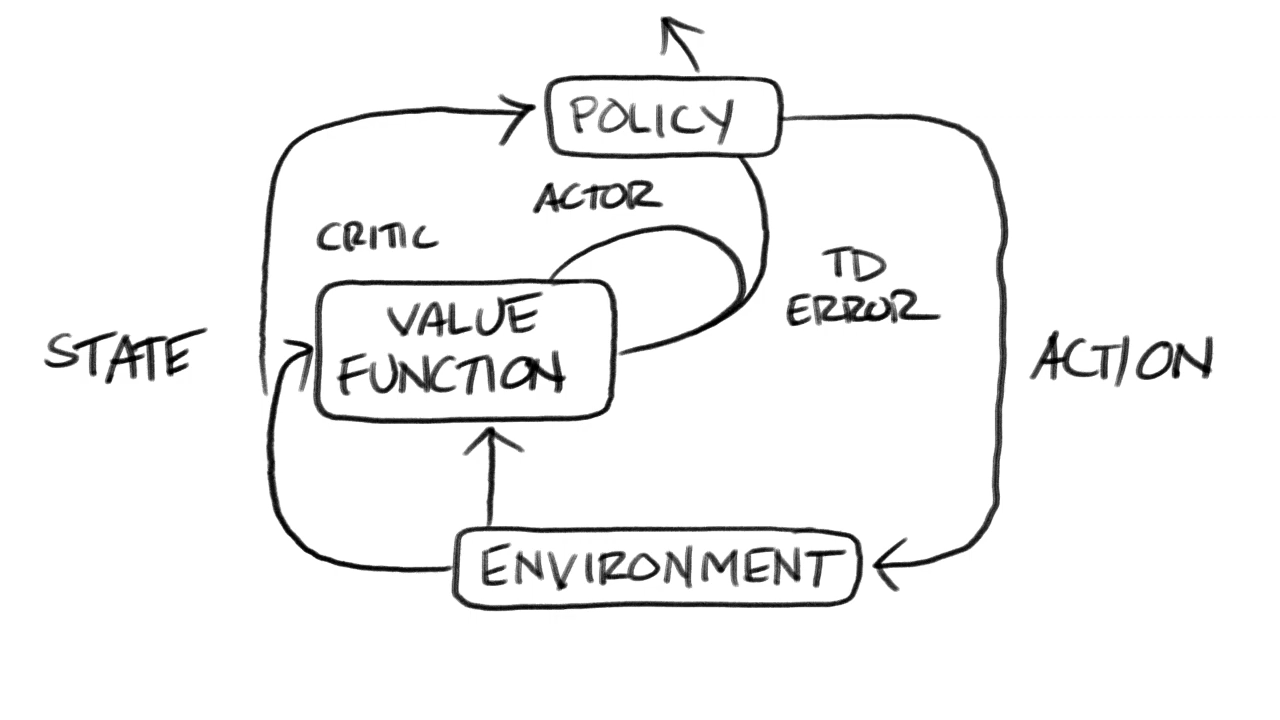 POLICY
ACTOR
CRITIC
TD
ERROR
VALUE
FUNCTION
STATE
ACTION
ENVIRONMENT